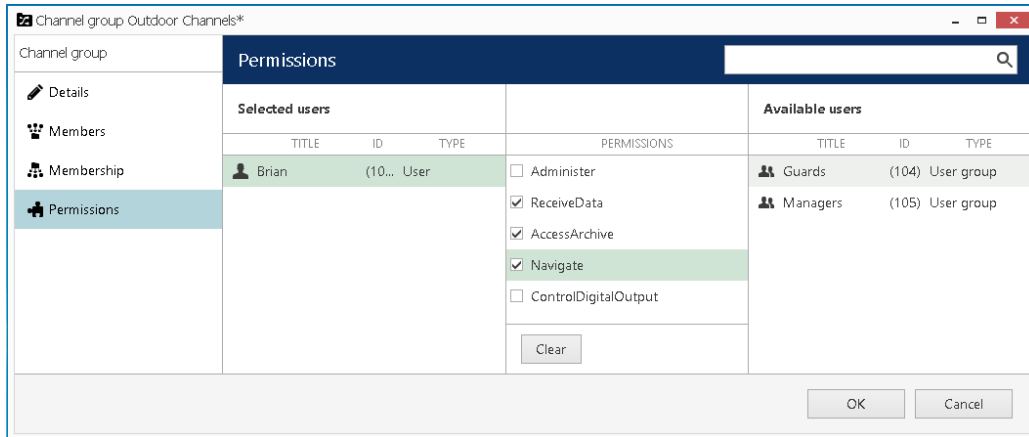 Channel group Outdoor Channels*
Channel group
Permissions
Details
Members
Membership
Permissions
Selected users
Available users
TITLE ID TYPE
PERMISSIONS
TITLE ID TYPE
Brian (10... User
Administer
ReceiveData
AccessArchive
Navigate
ControlDigitalOutput
Guards (104) User group
Managers (105) User group
Clear
OK
Cancel